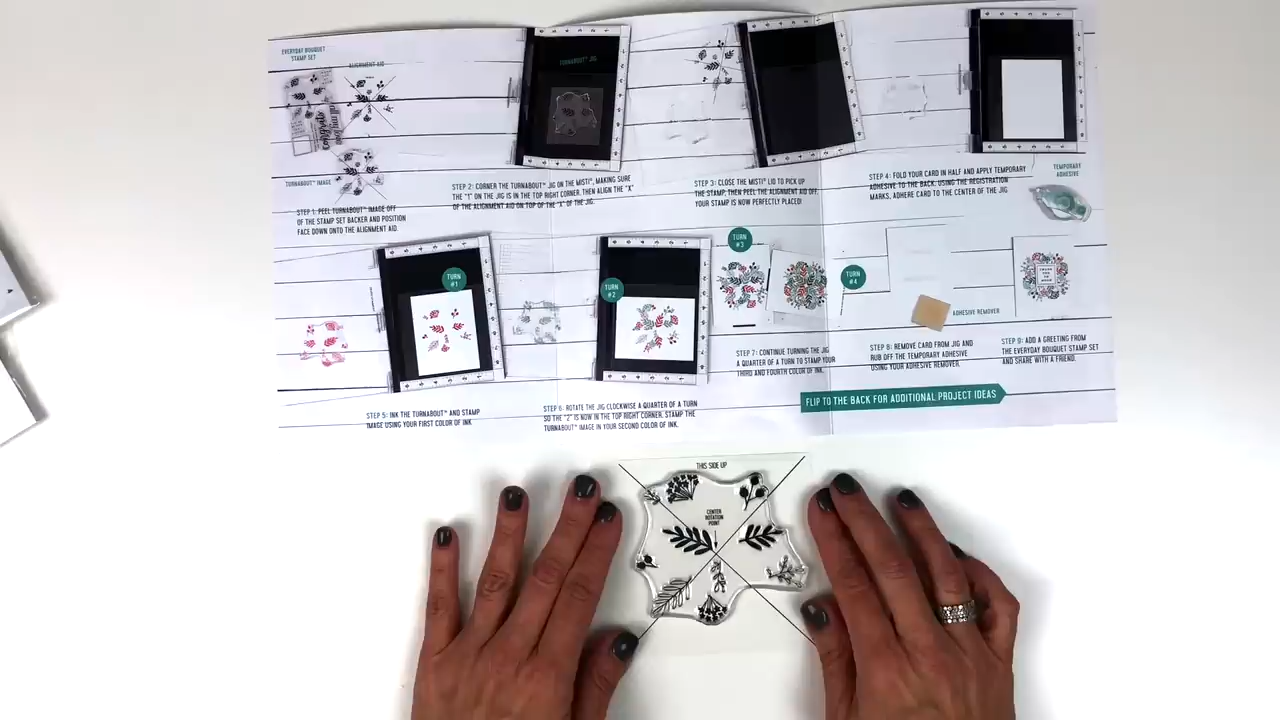 EVERYDAY BOUQUET
STAMP SET
ALIGNMENT AID
TURNABOUT™ IMAGE
STEP 1: PEEL TURNABOUT™ IMAGE OFF
OF THE STAMP SET BACKER AND POSITION
FACE DOWN ONTO THE ALIGNMENT AID.
TURNABOUT™ JIG
STEP 2: CORNER THE TURNABOUT™ JIG ON THE MISTI®, MAKING SURE
THE "1" ON THE JIG IS IN THE TOP RIGHT CORNER, THEN ALIGN THE "X"
OF THE ALIGNMENT AID ON TOP OF THE "X" OF THE JIG.
STEP 3: CLOSE THE MISTI® LID TO PICK UP
THE STAMP, THEN PEEL THE ALIGNMENT AID OFF.
YOUR STAMP IS NOW PERFECTLY PLACED!
STEP 4: FOLD YOUR CARD IN HALF AND APPLY TEMPORARY
ADHESIVE TO THE BACK. USING THE REGISTRATION
MARKS, ADHERE CARD TO THE CENTER OF THE JIG
TEMPORARY
ADHESIVE
TURN
#1
STEP 5: INK THE TURNABOUT™ AND STAMP
IMAGE USING YOUR FIRST COLOR OF INK
TURN
#2
STEP 6: ROTATE THE JIG CLOCKWISE A QUARTER OF A TURN
SO THE "2" IS NOW IN THE TOP RIGHT CORNER. STAMP THE
TURNABOUT™ IMAGE IN YOUR SECOND COLOR OF INK.
TURN
#3
TURN
#4
STEP 7: CONTINUE TURNING THE JIG
A QUARTER OF A TURN TO STAMP YOUR
THIRD AND FOURTH COLOR OF INK.
ADHESIVE REMOVER
STEP 8: REMOVE CARD FROM JIG AND
RUB OFF THE TEMPORARY ADHESIVE
USING YOUR ADHESIVE REMOVER.
STEP 9: ADD A GREETING FROM
THE EVERYDAY BOUQUET STAMP SET
AND SHARE WITH A FRIEND.
FLIP TO THE BACK FOR ADDITIONAL PROJECT IDEAS
THIS SIDE UP
CENTER
ROTATION
POINT